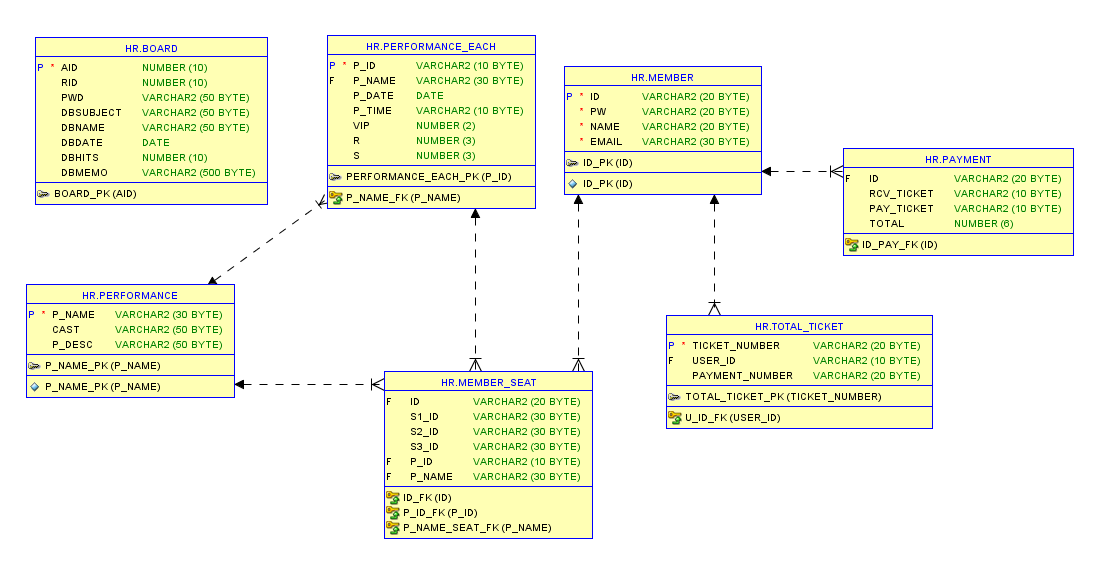 HR.BOARD
P * AID NUMBER (10)
RID NUMBER (10)
PWD VARCHAR2 (50 BYTE)
DBSUBJECT VARCHAR2 (50 BYTE)
DBNAME VARCHAR2 (50 BYTE)
DBDATE DATE
DBHITS NUMBER (10)
DBMEMO VARCHAR2 (500 BYTE)
BOARD_PK (AID)
HR.PERFORMANCE_EACH
P * P_ID VARCHAR2 (10 BYTE)
F P_NAME VARCHAR2 (30 BYTE)
P_DATE DATE
P_TIME VARCHAR2 (10 BYTE)
VIP NUMBER (2)
R NUMBER (3)
S NUMBER (3)
PERFORMANCE_EACH_PK (P_ID)
P_NAME_FK (P_NAME)
HR.MEMBER
P * ID VARCHAR2 (20 BYTE)
* PW VARCHAR2 (20 BYTE)
* NAME VARCHAR2 (20 BYTE)
* EMAIL VARCHAR2 (30 BYTE)
ID_PK (ID)
ID_PK (ID)
HR.PAYMENT
F ID VARCHAR2 (20 BYTE)
RCV_TICKET VARCHAR2 (10 BYTE)
PAY_TICKET VARCHAR2 (10 BYTE)
TOTAL NUMBER (6)
ID_PAY_FK (ID)
HR.PERFORMANCE
P * P_NAME VARCHAR2 (30 BYTE)
CAST VARCHAR2 (50 BYTE)
P_DESC VARCHAR2 (50 BYTE)
P_NAME_PK (P_NAME)
P_NAME_PK (P_NAME)
HR.MEMBER_SEAT
F ID VARCHAR2 (20 BYTE)
S1_ID VARCHAR2 (30 BYTE)
S2_ID VARCHAR2 (30 BYTE)
S3_ID VARCHAR2 (30 BYTE)
F P_ID VARCHAR2 (10 BYTE)
F P_NAME VARCHAR2 (30 BYTE)
ID_FK (ID)
P_ID_FK (P_ID)
P_NAME_SEAT_FK (P_NAME)
HR.TOTAL_TICKET
P * TICKET_NUMBER VARCHAR2 (20 BYTE)
F USER_ID VARCHAR2 (10 BYTE)
PAYMENT_NUMBER VARCHAR2 (20 BYTE)
TOTAL_TICKET_PK (TICKET_NUMBER)
U_ID_FK (USER_ID)